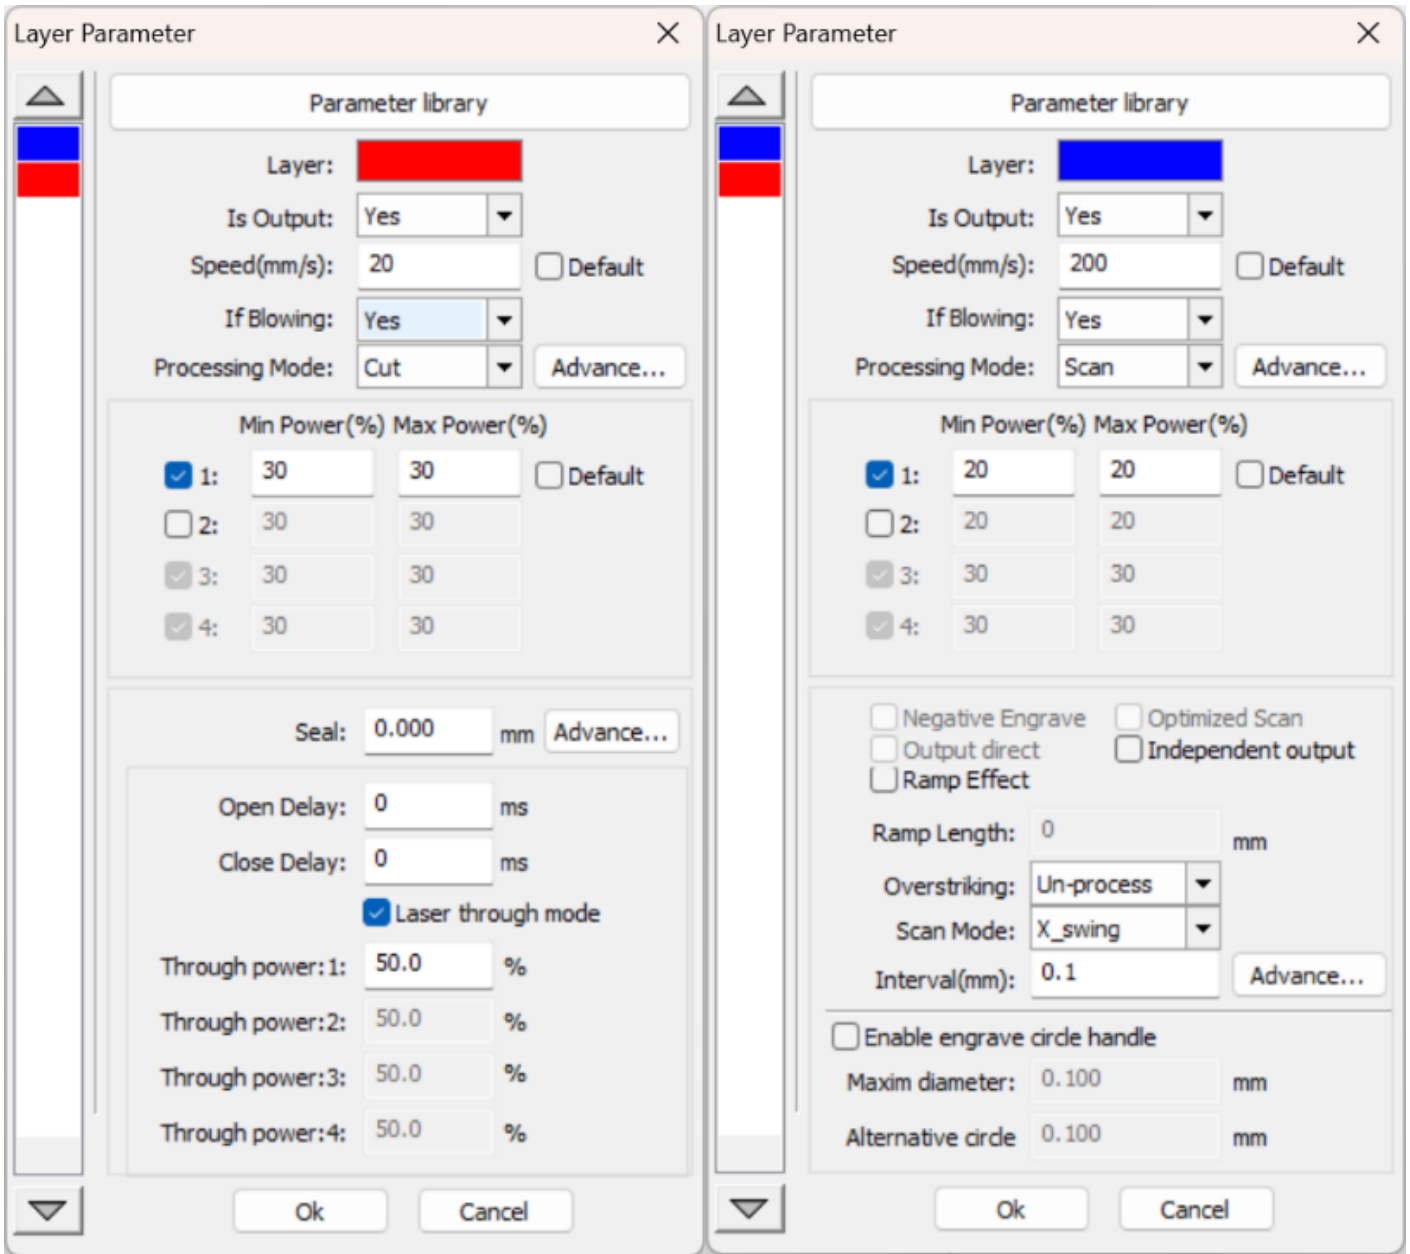 Layer Parameter
Parameter library
Layer:
Is Output: Yes
Speed(mm/s): 20 Default
If Blowing: Yes
Processing Mode: Cut Advance...
Min Power(%) Max Power(%)
1: 30 30 Default
2: 30 30
3: 30 30
4: 30 30
Seal: 0.000 mm Advance...
Open Delay: 0 ms
Close Delay: 0 ms
Laser through mode
Through power:1: 50.0 %
Through power:2: 50.0 %
Through power:3: 50.0 %
Through power:4: 50.0 %
Ok Cancel
Layer Parameter
Parameter library
Layer:
Is Output: Yes
Speed(mm/s): 200 Default
If Blowing: Yes
Processing Mode: Scan Advance...
Min Power(%) Max Power(%)
1: 20 20 Default
2: 20 20
3: 30 30
4: 30 30
Negative Engrave Optimized Scan
Output direct Independent output
Ramp Effect
Ramp Length: 0 mm
Overstriking: Un-process
Scan Mode: X_swing
Interval(mm): 0.1 Advance...
Enable engrave circle handle
Maxim diameter: 0.100 mm
Alternative circle 0.100 mm
Ok Cancel